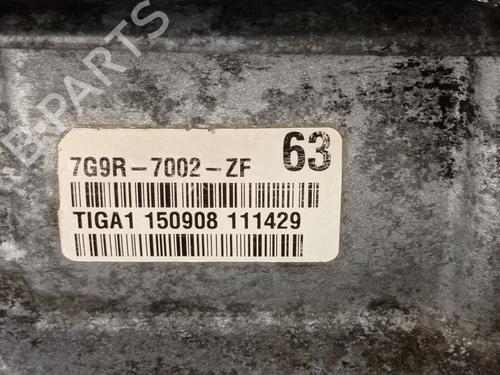 B-PARTS
63
7G9R-7002-ZF
TIGA1 150908 111429